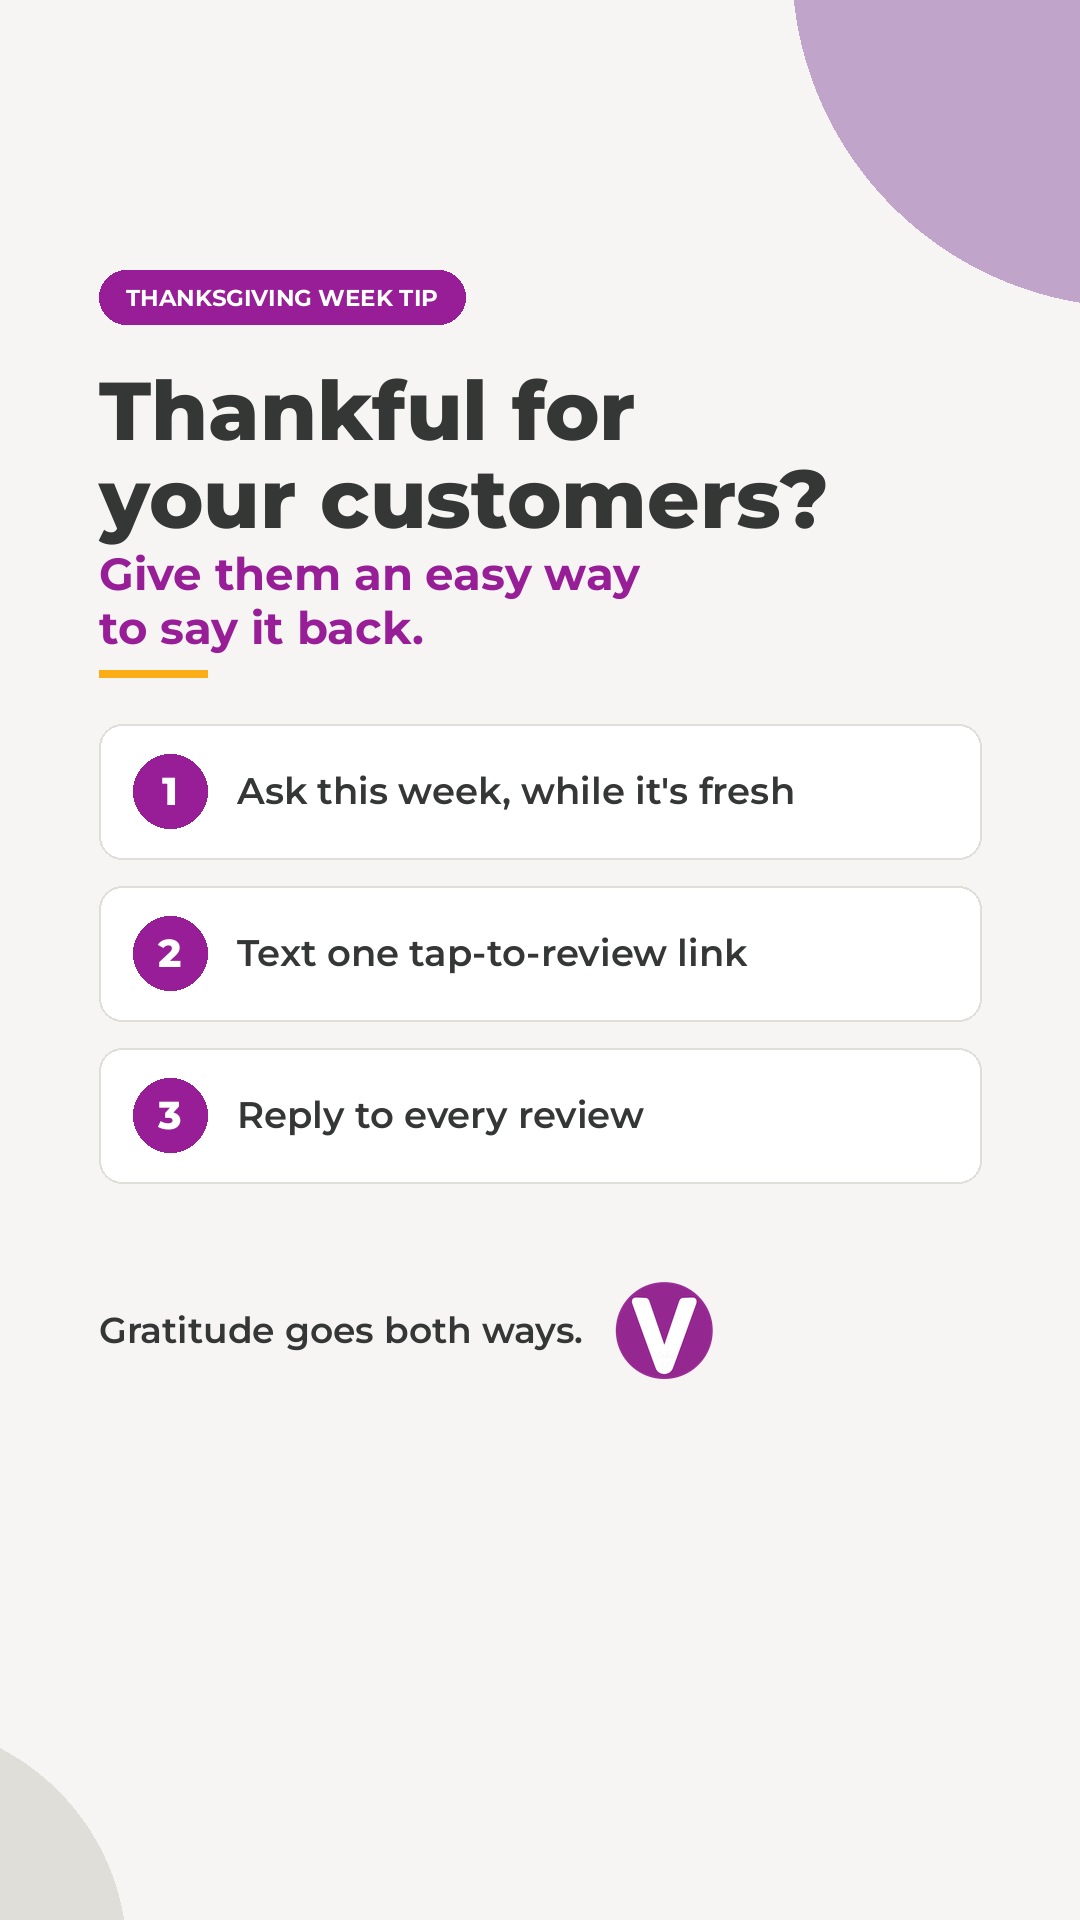 THANKSGIVING WEEK TIP
Thankful for
your customers?
Give them an easy way
to say it back.
1 Ask this week, while it's fresh
2 Text one tap-to-review link
3 Reply to every review
Gratitude goes both ways. V